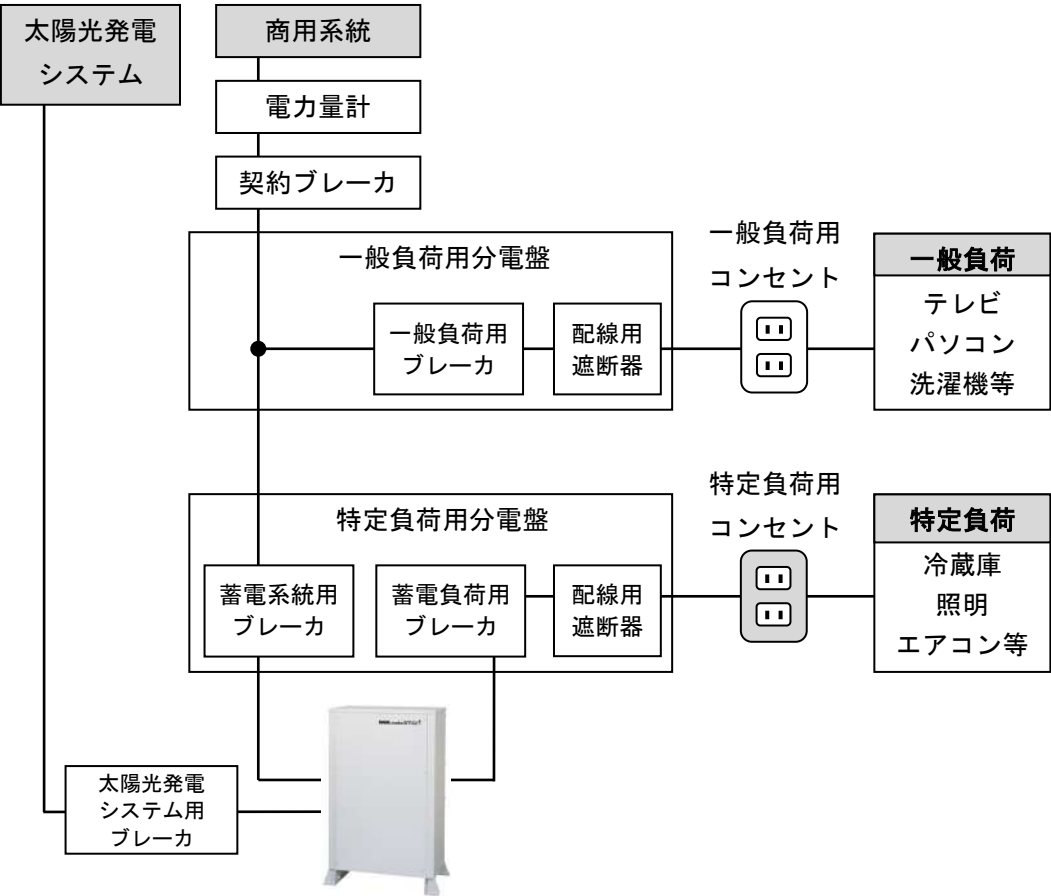 太陽光発電
システム
商用系統
電力量計
契約ブレーカ
一般負荷用分電盤
一般負荷用
ブレーカ
配線用
遮断器
一般負荷用
コンセント
一般負荷
テレビ
パソコン
洗濯機等
特定負荷用分電盤
蓄電系統用
ブレーカ
蓄電負荷用
ブレーカ
配線用
遮断器
特定負荷用
コンセント
特定負荷
冷蔵庫
照明
エアコン等
太陽光発電
システム用
ブレーカ